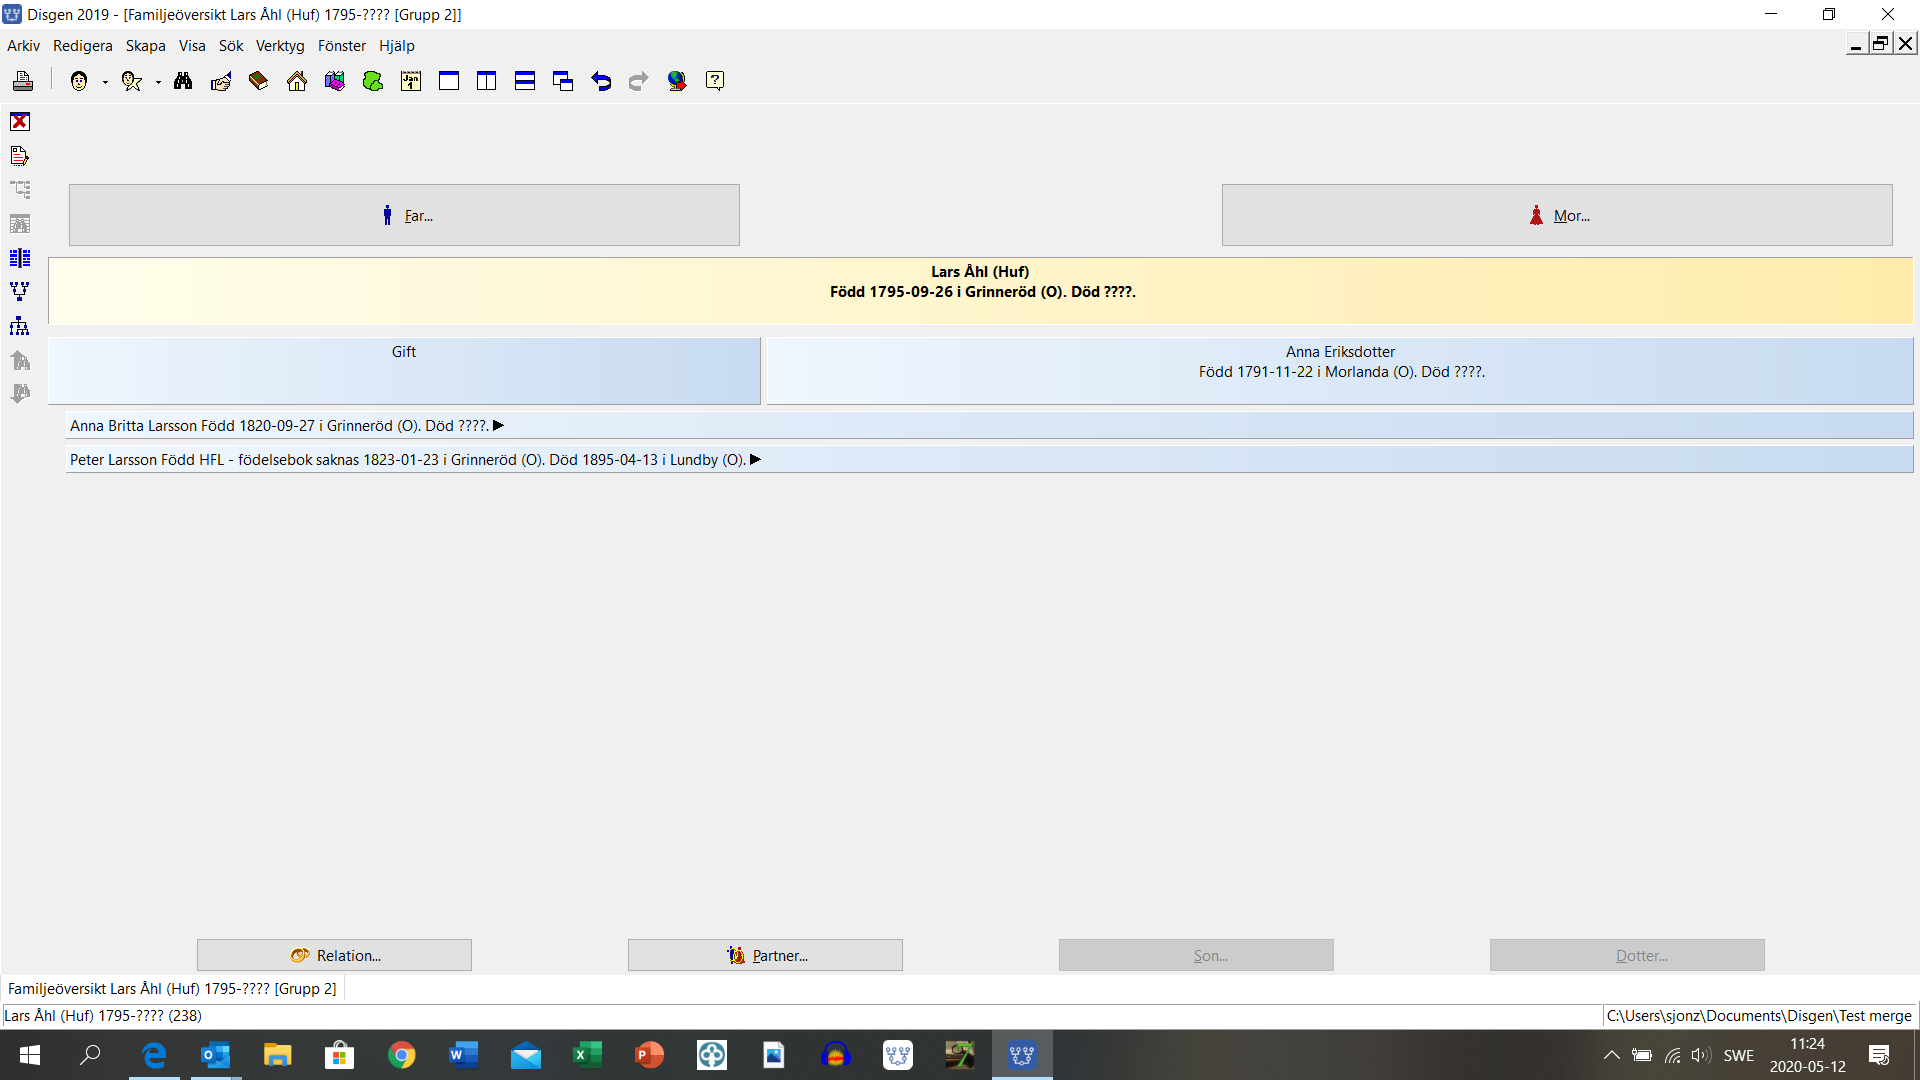 Disgen 2019 - [Familjeöversikt Lars Åhl (Huf) 1795-???? [Grupp 2]]
Arkiv Redigera Skapa Visa Sök Verktyg Fönster Hjälp
Jan
1
Far...
Mor...
Lars Åhl (Huf)
Född 1795-09-26 i Grinneröd (O). Död ????.
Gift
Anna Eriksdotter
Född 1791-11-22 i Morlanda (O). Död ????.
Anna Britta Larsson Född 1820-09-27 i Grinneröd (O). Död ????.
Peter Larsson Född HFL - födelsebok saknas 1823-01-23 i Grinneröd (O). Död 1895-04-13 i Lundby (O).
Relation...
Partner...
Son...
Dotter...
Familjeöversikt Lars Åhl (Huf) 1795-???? [Grupp 2]
Lars Åhl (Huf) 1795-???? (238)
C:\Users\sjonz\Documents\Disgen\Test merge
SWE
11:24
2020-05-12